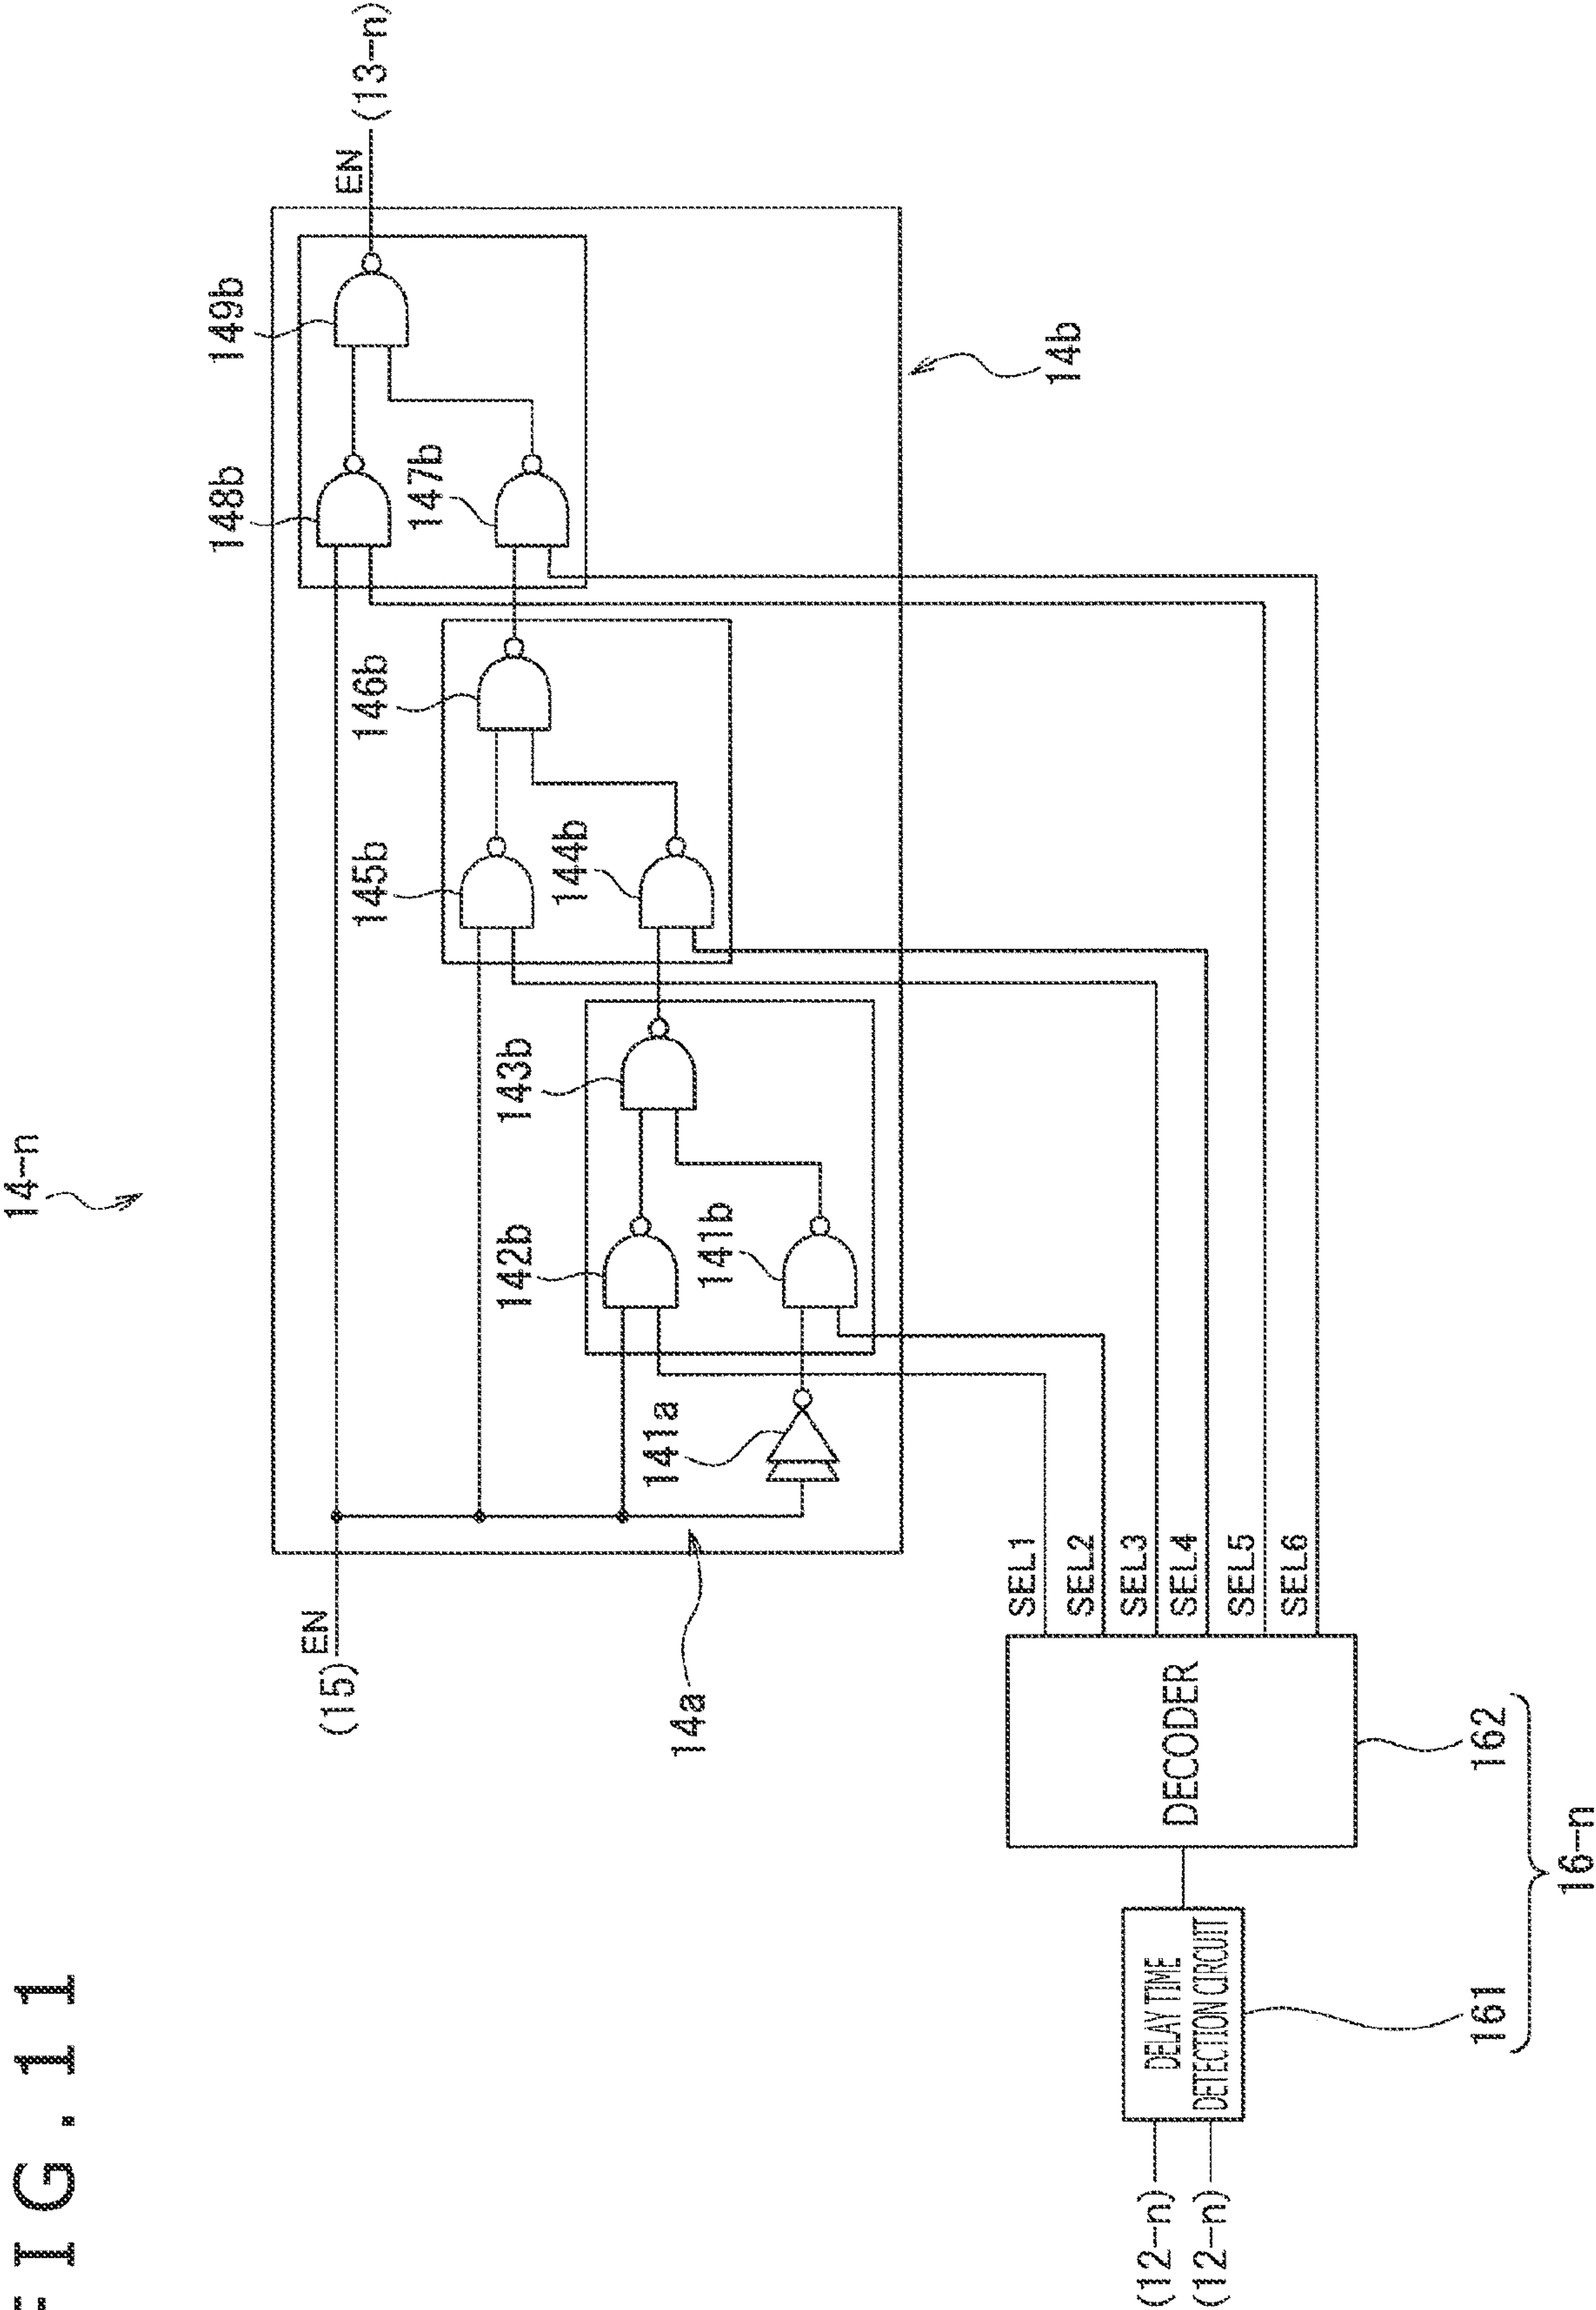 FIG. 11
14-n
(15)
EN
14a
141a
142b
141b
143b
145b
144b
146b
148b
147b
149b
EN
(13-n)
14b
SEL1
SEL2
SEL3
SEL4
SEL5
SEL6
DECODER
162
DELAY TIME
DETECTION CIRCUIT
161
16-n
(12-n)
(12-n)